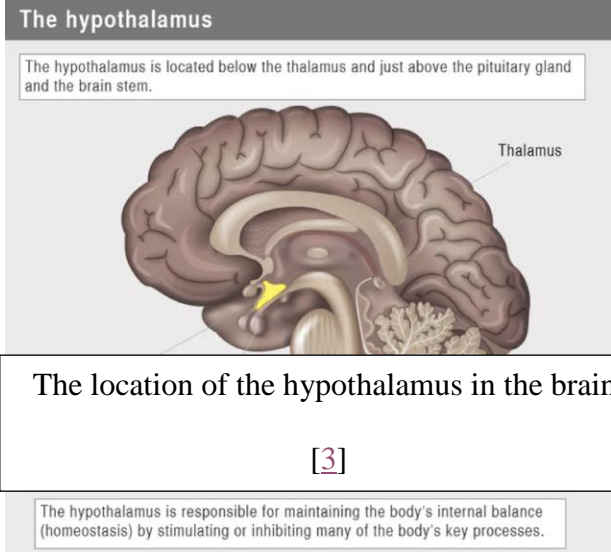 The hypothalamus
The hypothalamus is located below the thalamus and just above the pituitary gland
and the brain stem.
Thalamus
The location of the hypothalamus in the brain
[3]
The hypothalamus is responsible for maintaining the body's internal balance
(homeostasis) by stimulating or inhibiting many of the body's key processes.